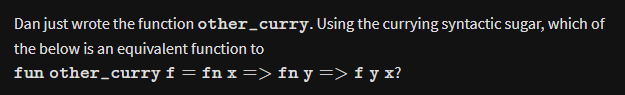 Dan just wrote the function other_curry. Using the currying syntactic sugar, which of
the below is an equivalent function to
fun other_curry f = fn x => fn y => f y x?